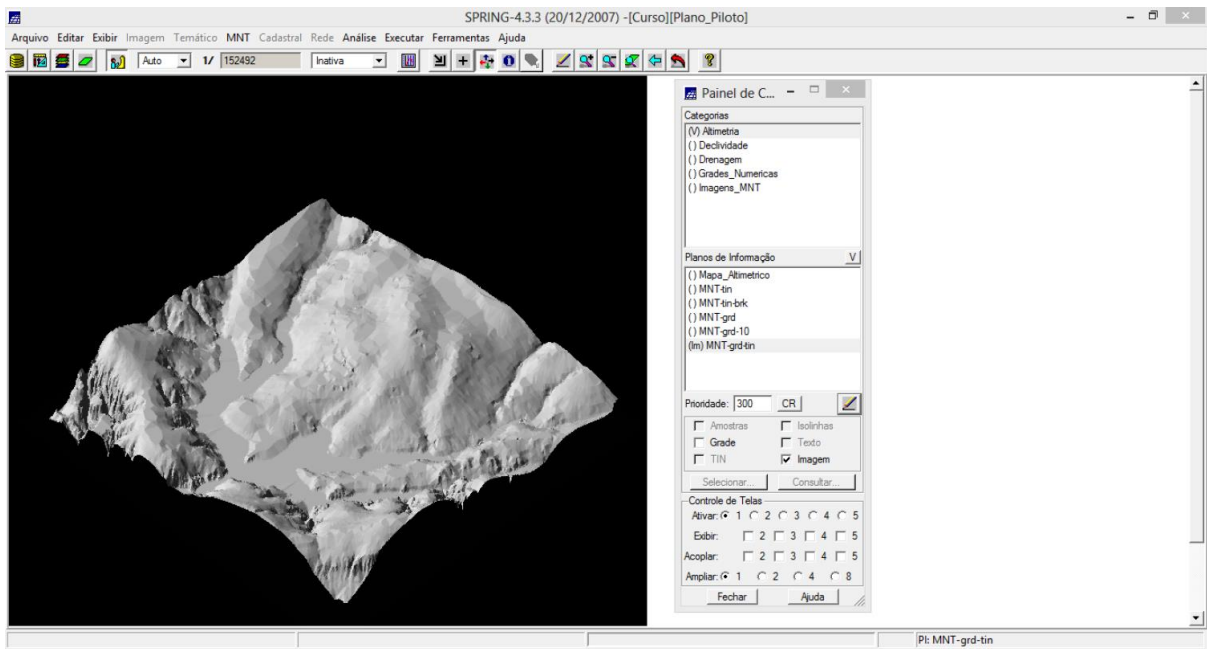 SPRING-4.3.3 (20/12/2007) -[Curso][Plano_Piloto]
Arquivo Editar Exibir Imagem Temático MNT Cadastral Rede Análise Executar Ferramentas Ajuda
Auto 1/ 152492 Inativa
Painel de C...
Categorias
(V) Altimetria
( ) Declividade
( ) Drenagem
( ) Grades_Numericas
( ) Imagens_MNT
Planos de Informação V
( ) Mapa_Altimetrico
( ) MNT-tin
( ) MNT-tin-brk
( ) MNT-grd
( ) MNT-grd-10
(Im) MNT-grd-tin
Prioridade: 300 CR
Amostras Isolinhas
Grade Texto
TIN Imagem
Selecionar... Consultar...
Controle de Telas
Ativar: 1 2 3 4 5
Exibir: 2 3 4 5
Acoplar: 2 3 4 5
Ampliar: 1 2 4 8
Fechar Ajuda
PI: MNT-grd-tin